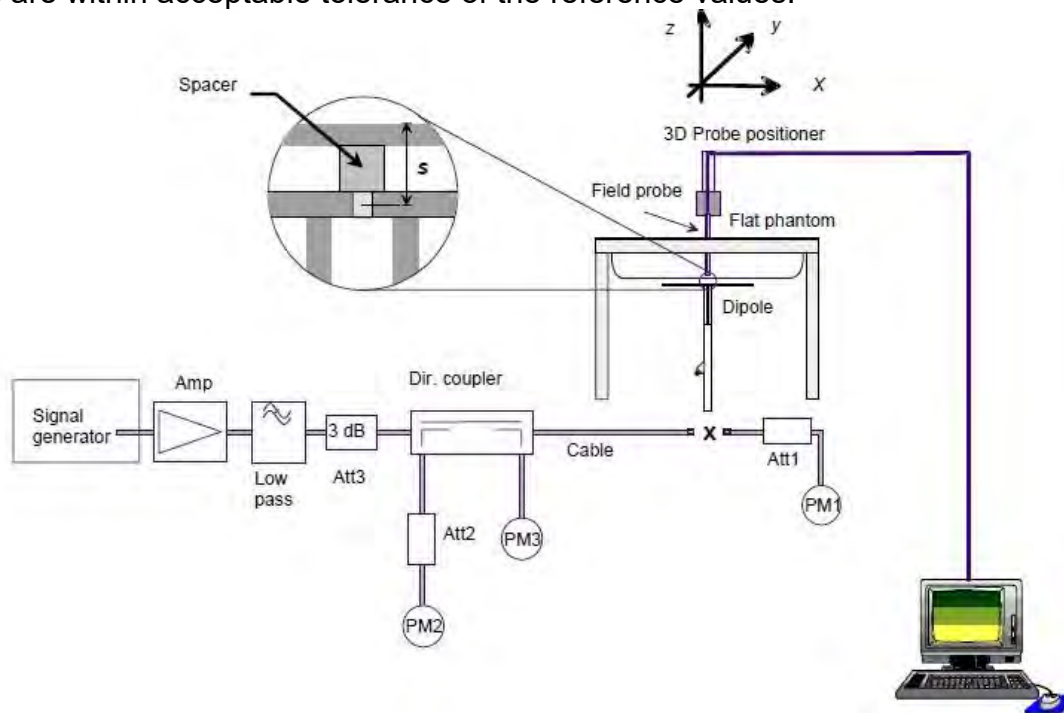 are within acceptable tolerance of the reference values.
z
y
X
Spacer
s
3D Probe positioner
Field probe
Flat phantom
Dipole
Signal
generator
Amp
Low
pass
3 dB
Att3
Dir. coupler
Cable
X
Att1
PM1
Att2
PM3
PM2